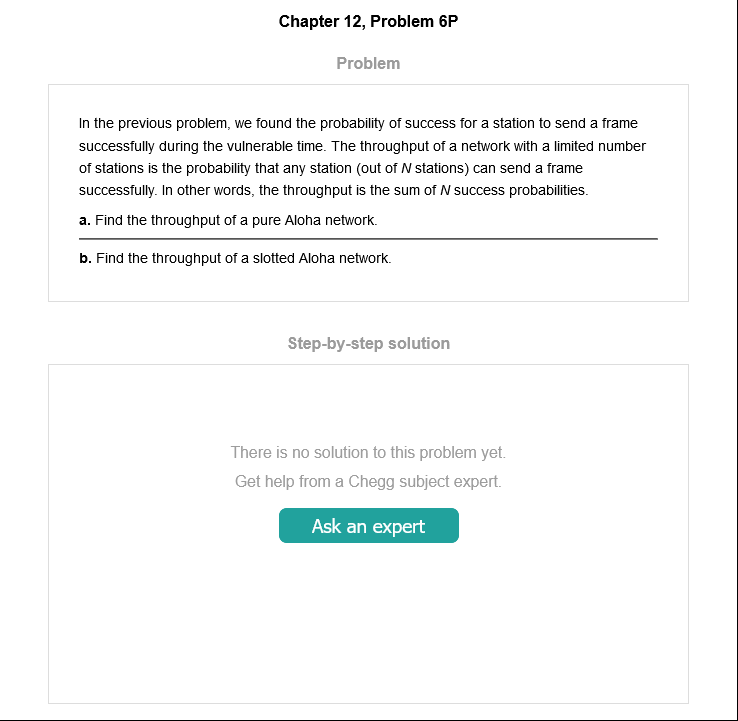 Chapter 12, Problem 6P
Problem
In the previous problem, we found the probability of success for a station to send a frame
successfully during the vulnerable time. The throughput of a network with a limited number
of stations is the probability that any station (out of N stations) can send a frame
successfully. In other words, the throughput is the sum of N success probabilities.
a. Find the throughput of a pure Aloha network.
b. Find the throughput of a slotted Aloha network.
Step-by-step solution
There is no solution to this problem yet.
Get help from a Chegg subject expert.
Ask an expert